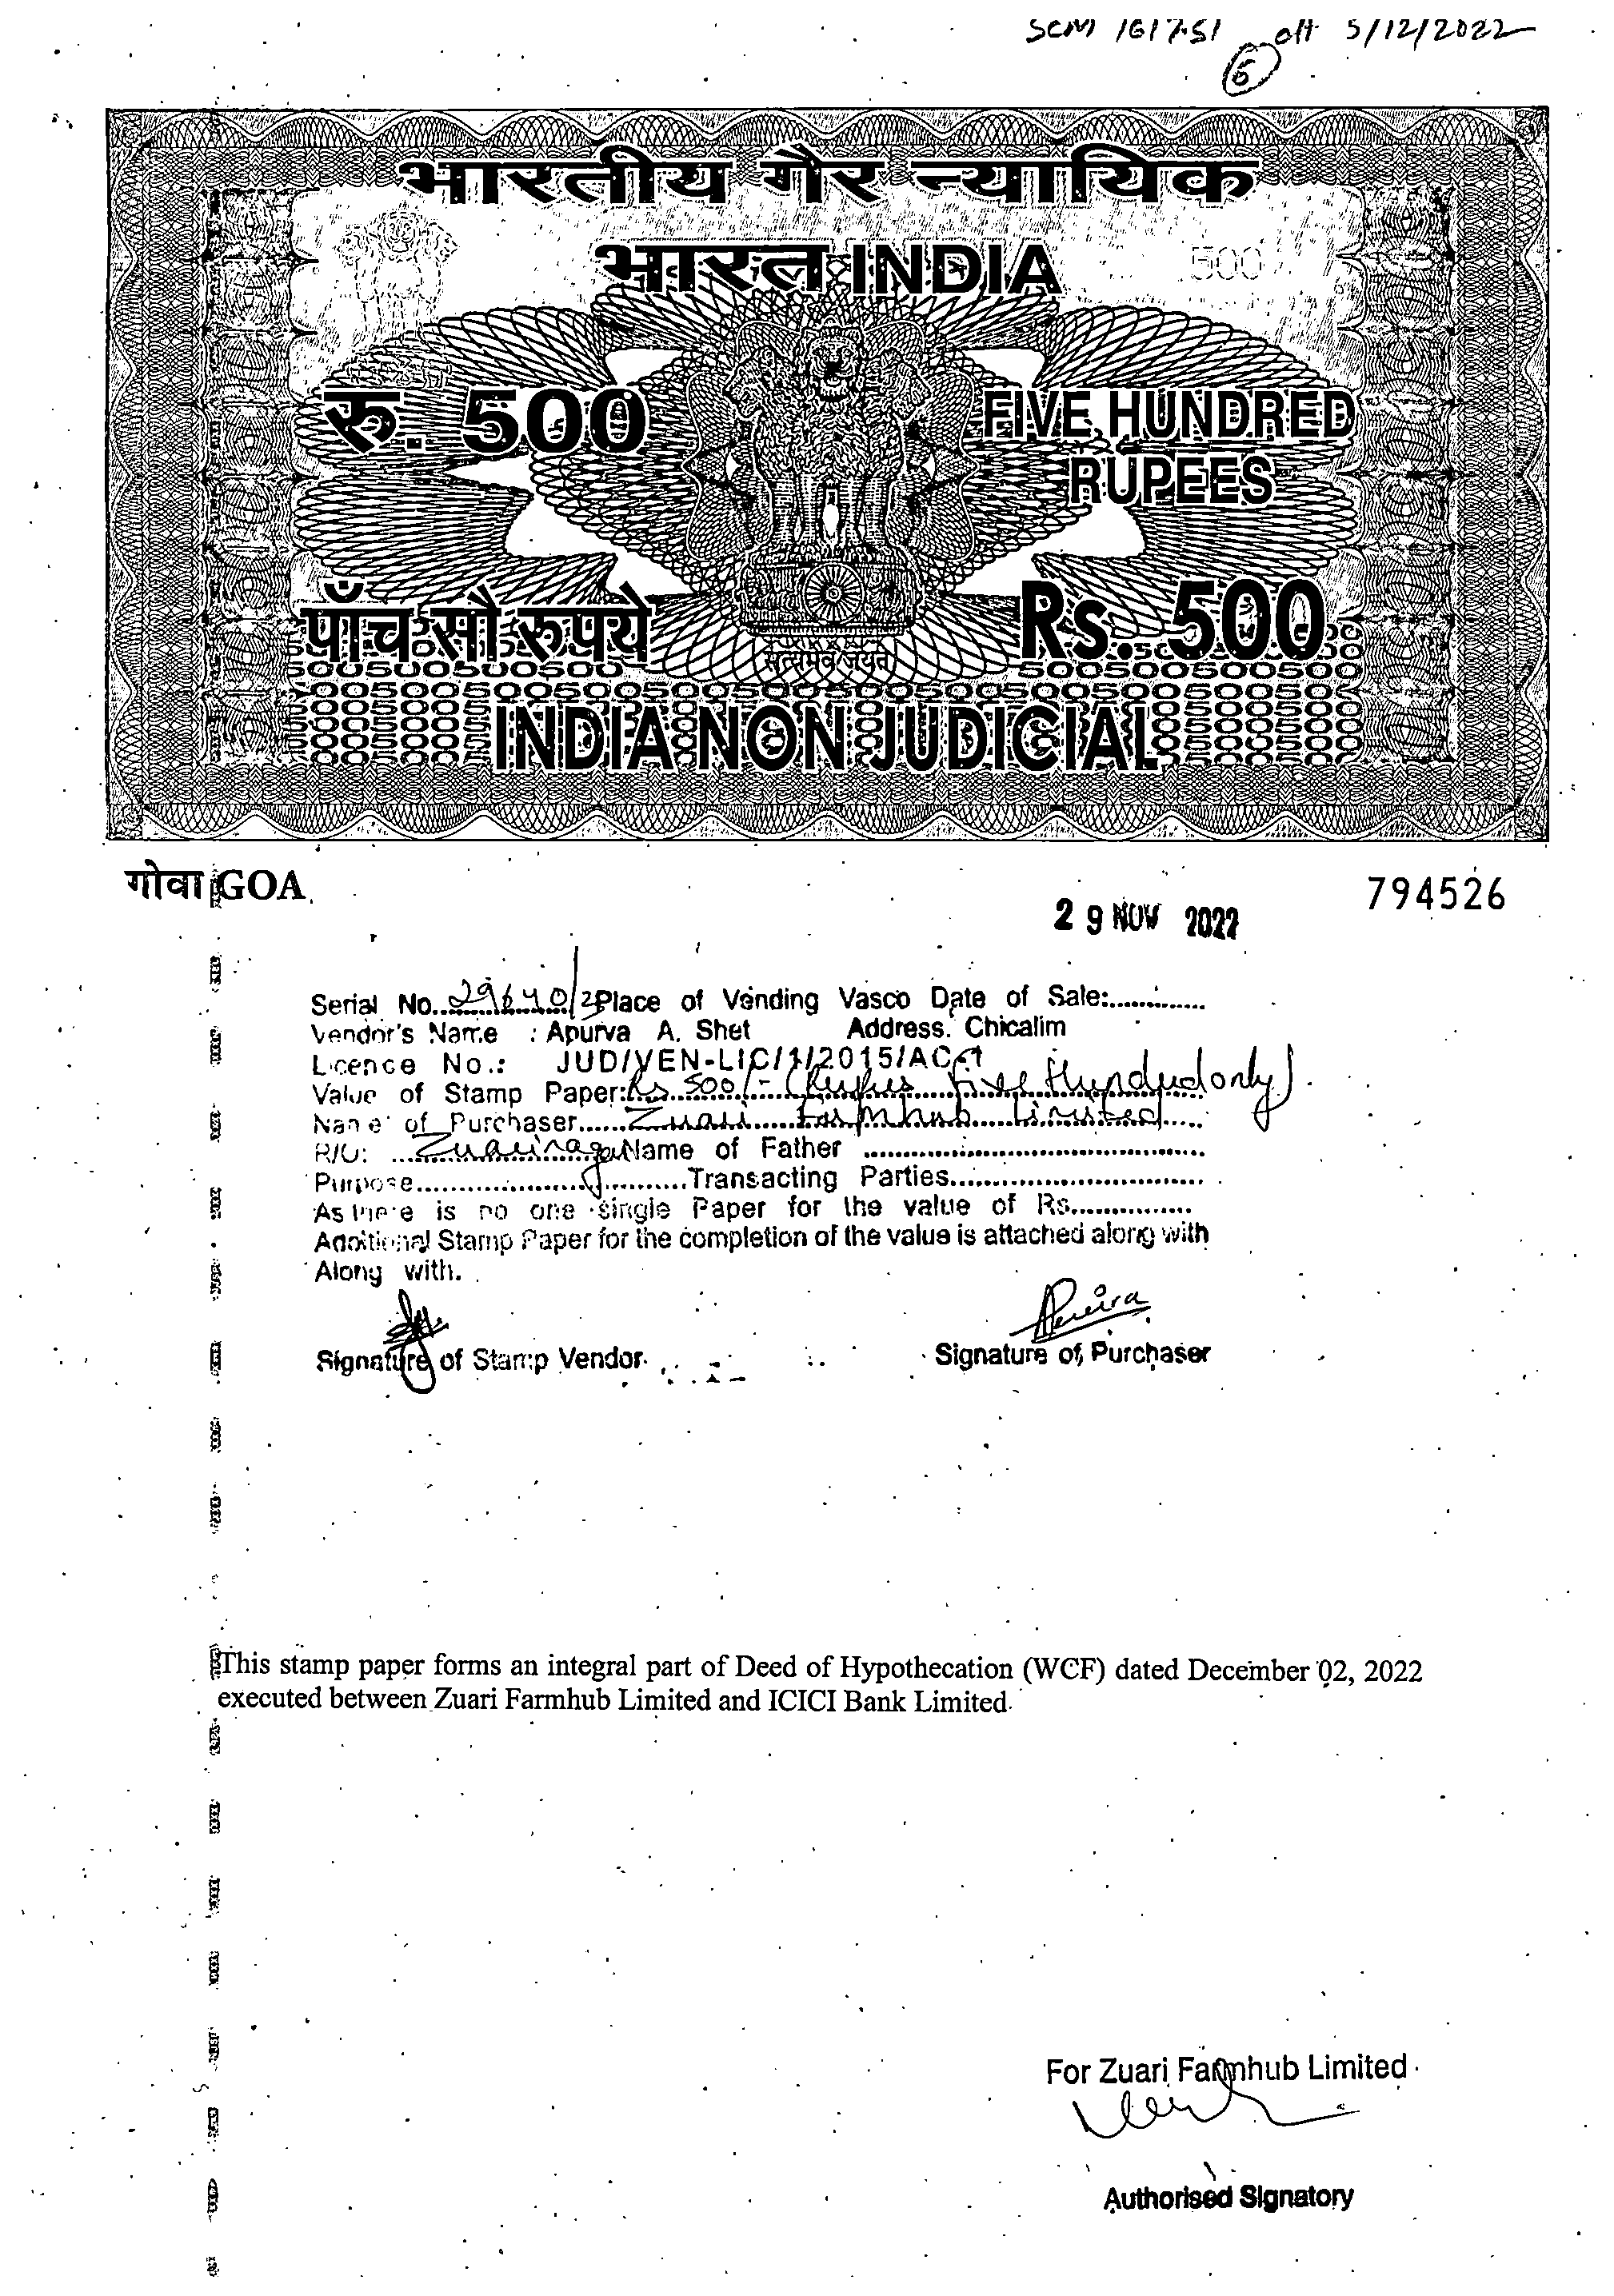 SCM 161751 off 5/12/2022
5
भारतीय गैर न्यायिक
भारत INDIA
500
रु. 500
FIVE HUNDRED
RUPEES
पाँच सौ रुपये
Rs. 500
सत्यमेव जयते
INDIA NON JUDICIAL
गोवा GOA
794526
29 NOV 2022
Serial No. 29640/2 Place of Vending Vasco Date of Sale:.............
Vendor's Name : Apurva A. Shet Address. Chicalim
Licence No.: JUD/VEN-LIC/1/2015/AC-1
Value of Stamp Paper: Rs. 500/- (Rupees Five Hundred only)
Name of Purchaser...... Zuari Farmhub Limited
R/O: Zuarinagar Name of Father ........................................
Purpose.............................Transacting Parties..............................
As there is no one single Paper for the value of Rs...............
Additional Stamp Paper for the completion of the value is attached along with
Along with.
Pereira
Signature of Stamp Vendor Signature of Purchaser
This stamp paper forms an integral part of Deed of Hypothecation (WCF) dated December 02, 2022
executed between Zuari Farmhub Limited and ICICI Bank Limited
For Zuari Farmhub Limited
Authorised Signatory